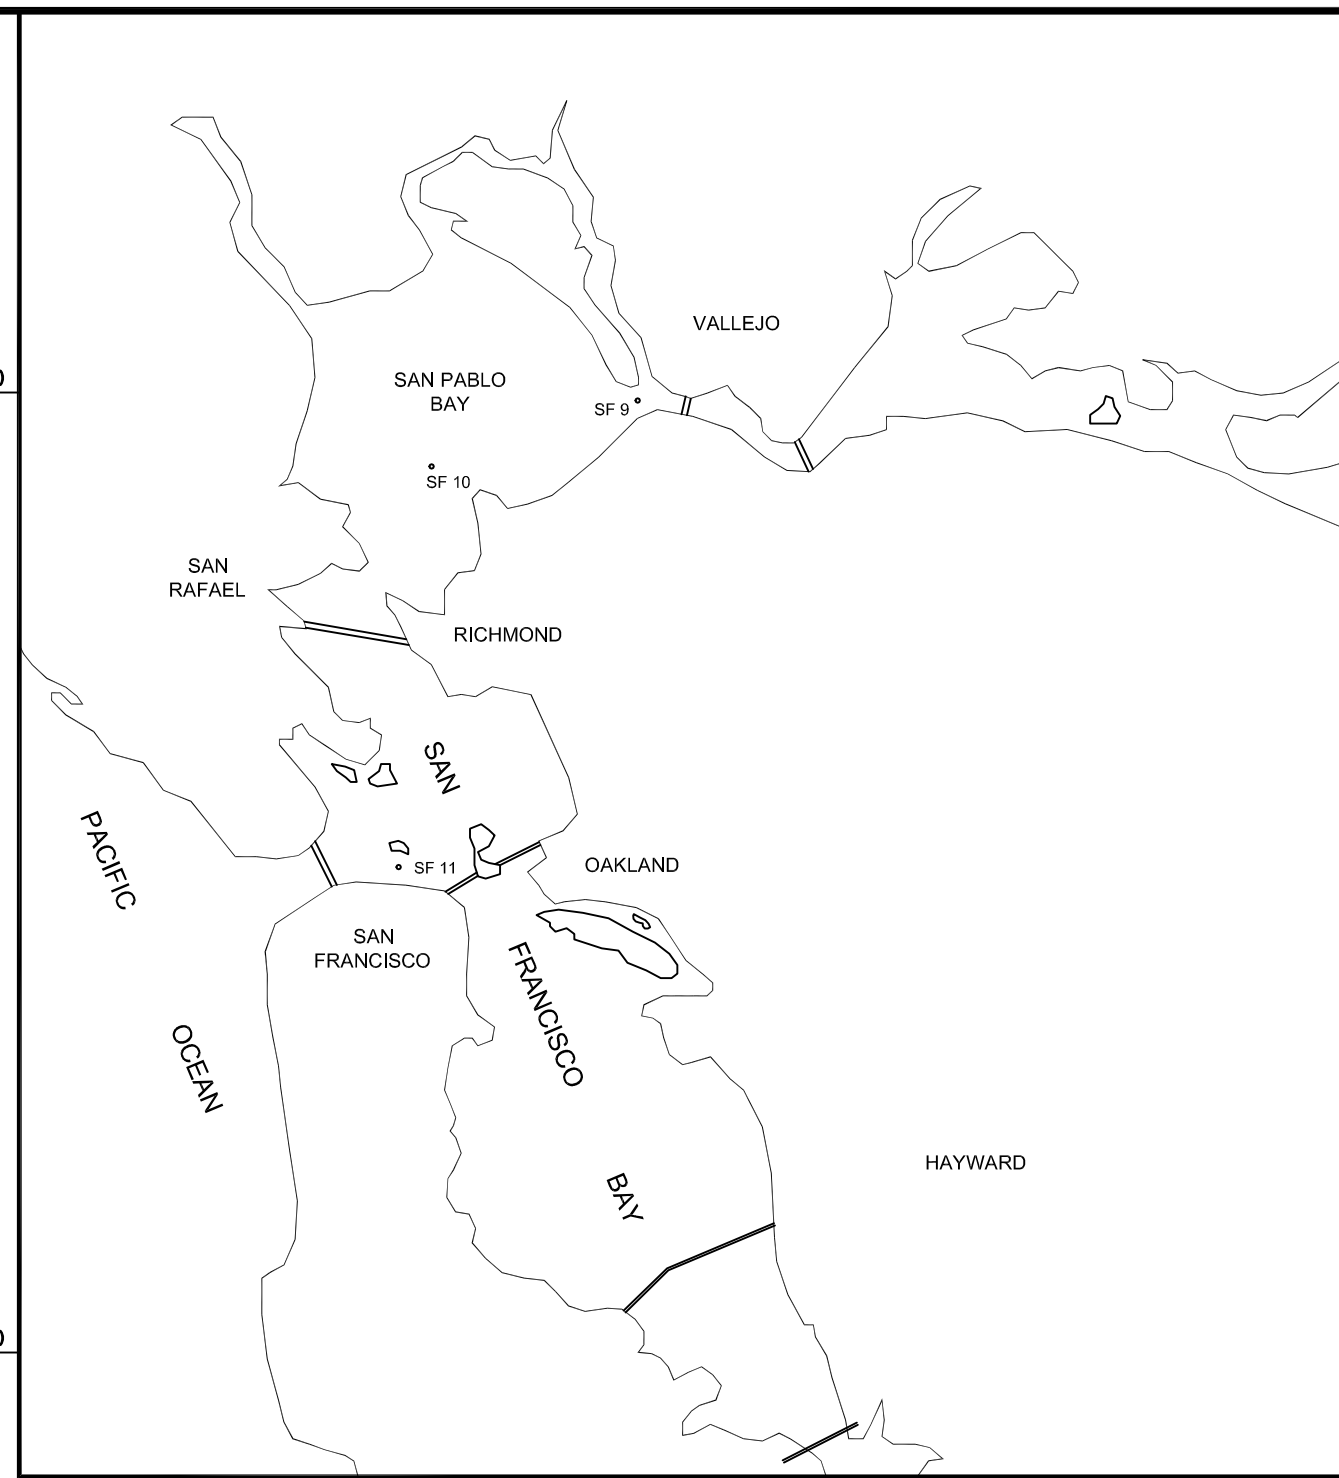 VALLEJO
SAN PABLO
BAY
SF 9
SF 10
SAN
RAFAEL
RICHMOND
SAN
PACIFIC
SF 11
OAKLAND
SAN
FRANCISCO
FRANCISCO
OCEAN
HAYWARD
BAY